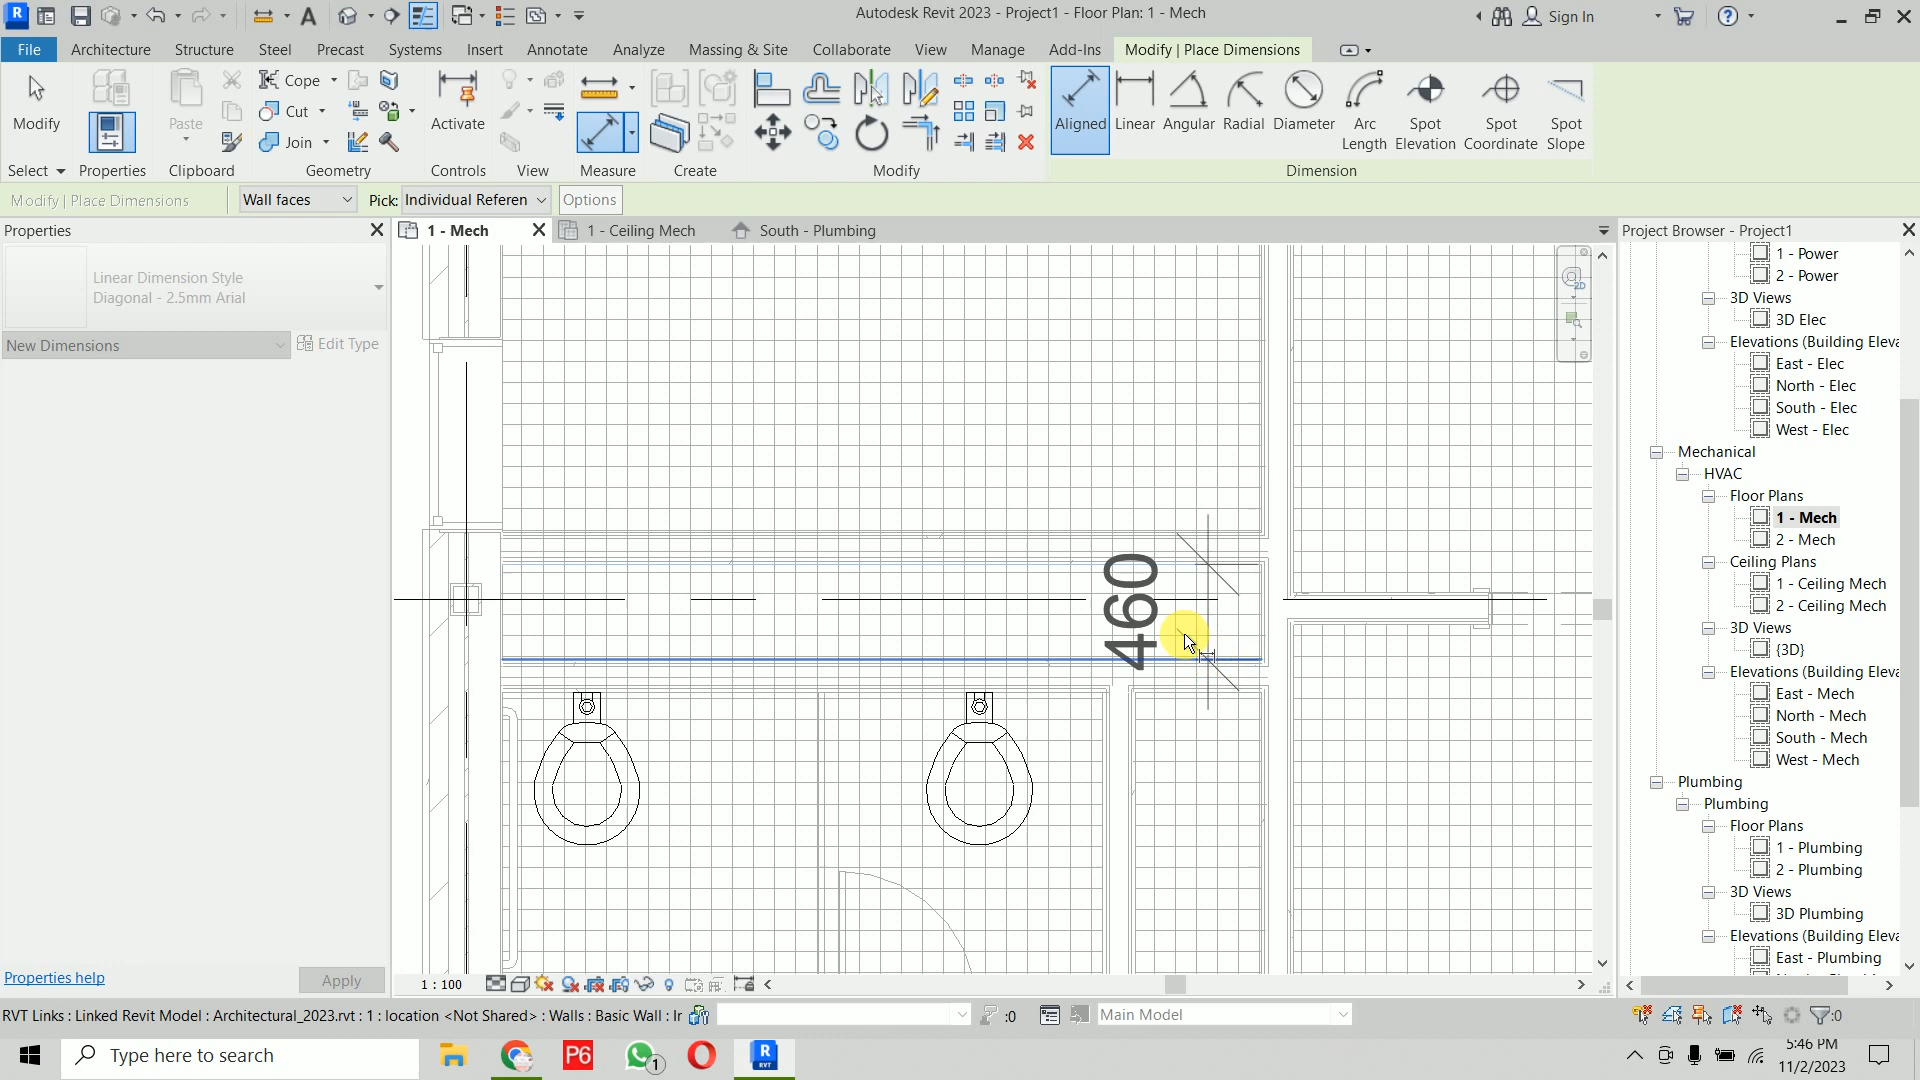 Autodesk Revit 2023 - Project1 - Floor Plan: 1 - Mech
Sign In
File Architecture Structure Steel Precast Systems Insert Annotate Analyze Massing & Site Collaborate View Manage Add-Ins Modify | Place Dimensions
Modify
Paste
Cope
Cut
Join
Activate
Aligned Linear Angular Radial Diameter Arc Length Spot Elevation Spot Coordinate Spot Slope
Select Properties Clipboard Geometry Controls View Measure Create Modify Dimension
Modify | Place Dimensions Wall faces Pick: Individual Referen Options
Properties
1 - Mech
1 - Ceiling Mech
South - Plumbing
Project Browser - Project1
Linear Dimension Style
Diagonal - 2.5mm Arial
New Dimensions
Edit Type
2D
460
1 - Power
2 - Power
3D Views
3D Elec
Elevations (Building Eleva
East - Elec
North - Elec
South - Elec
West - Elec
Mechanical
HVAC
Floor Plans
1 - Mech
2 - Mech
Ceiling Plans
1 - Ceiling Mech
2 - Ceiling Mech
3D Views
{3D}
Elevations (Building Eleva
East - Mech
North - Mech
South - Mech
West - Mech
Plumbing
Plumbing
Floor Plans
1 - Plumbing
2 - Plumbing
3D Views
3D Plumbing
Elevations (Building Eleva
East - Plumbing
Properties help
Apply
1 : 100
RVT Links : Linked Revit Model : Architectural_2023.rvt : 1 : location <Not Shared> : Walls : Basic Wall : Ir
:0
Main Model
:0
Type here to search
P6
1
R
RVT
5:46 PM
11/2/2023